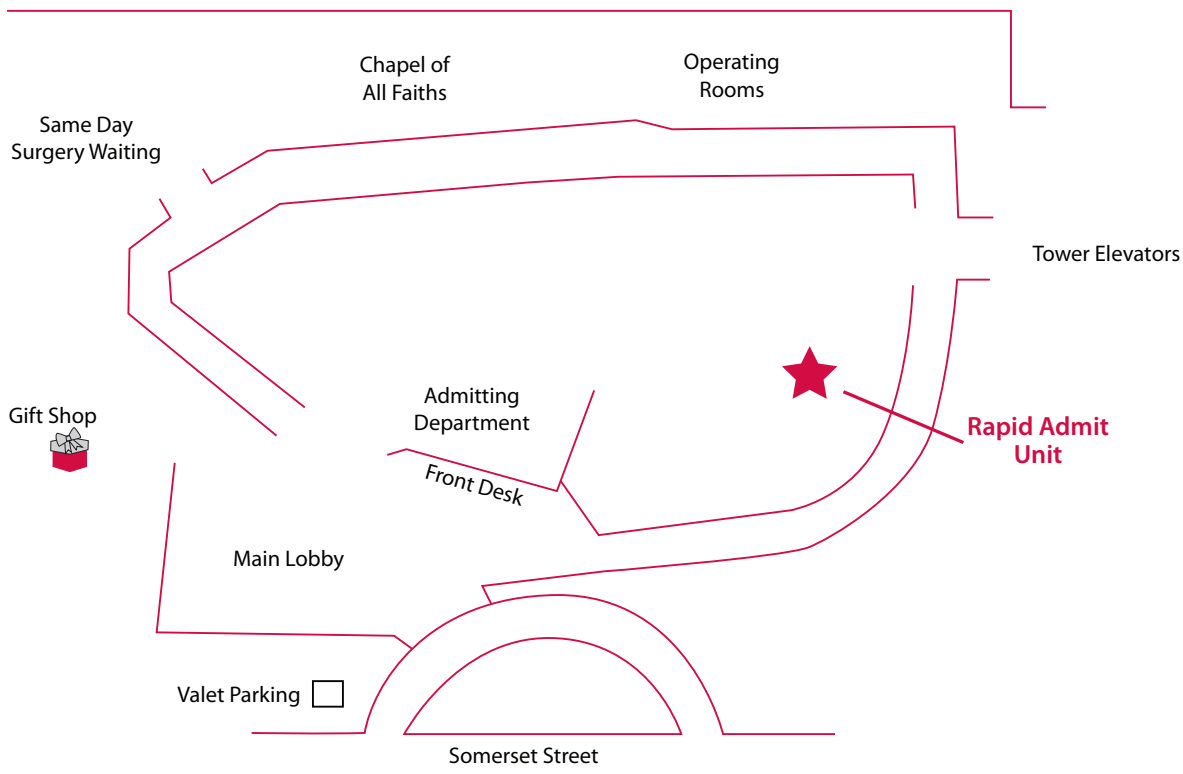 Chapel of
All Faiths
Operating
Rooms
Same Day
Surgery Waiting
Tower Elevators
Admitting
Department
Gift Shop
Rapid Admit
Unit
Front Desk
Main Lobby
Valet Parking
Somerset Street